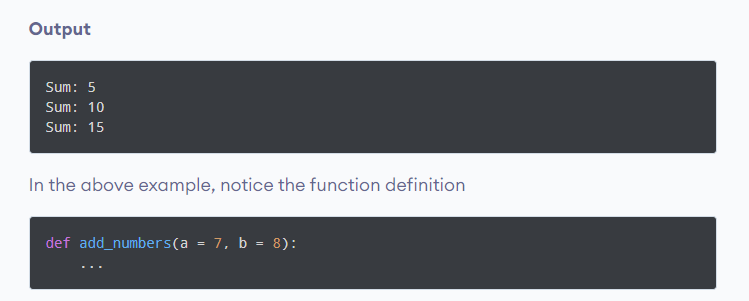 Output
Sum: 5
Sum: 10
Sum: 15
In the above example, notice the function definition
def add_numbers(a = 7, b = 8):
    ...